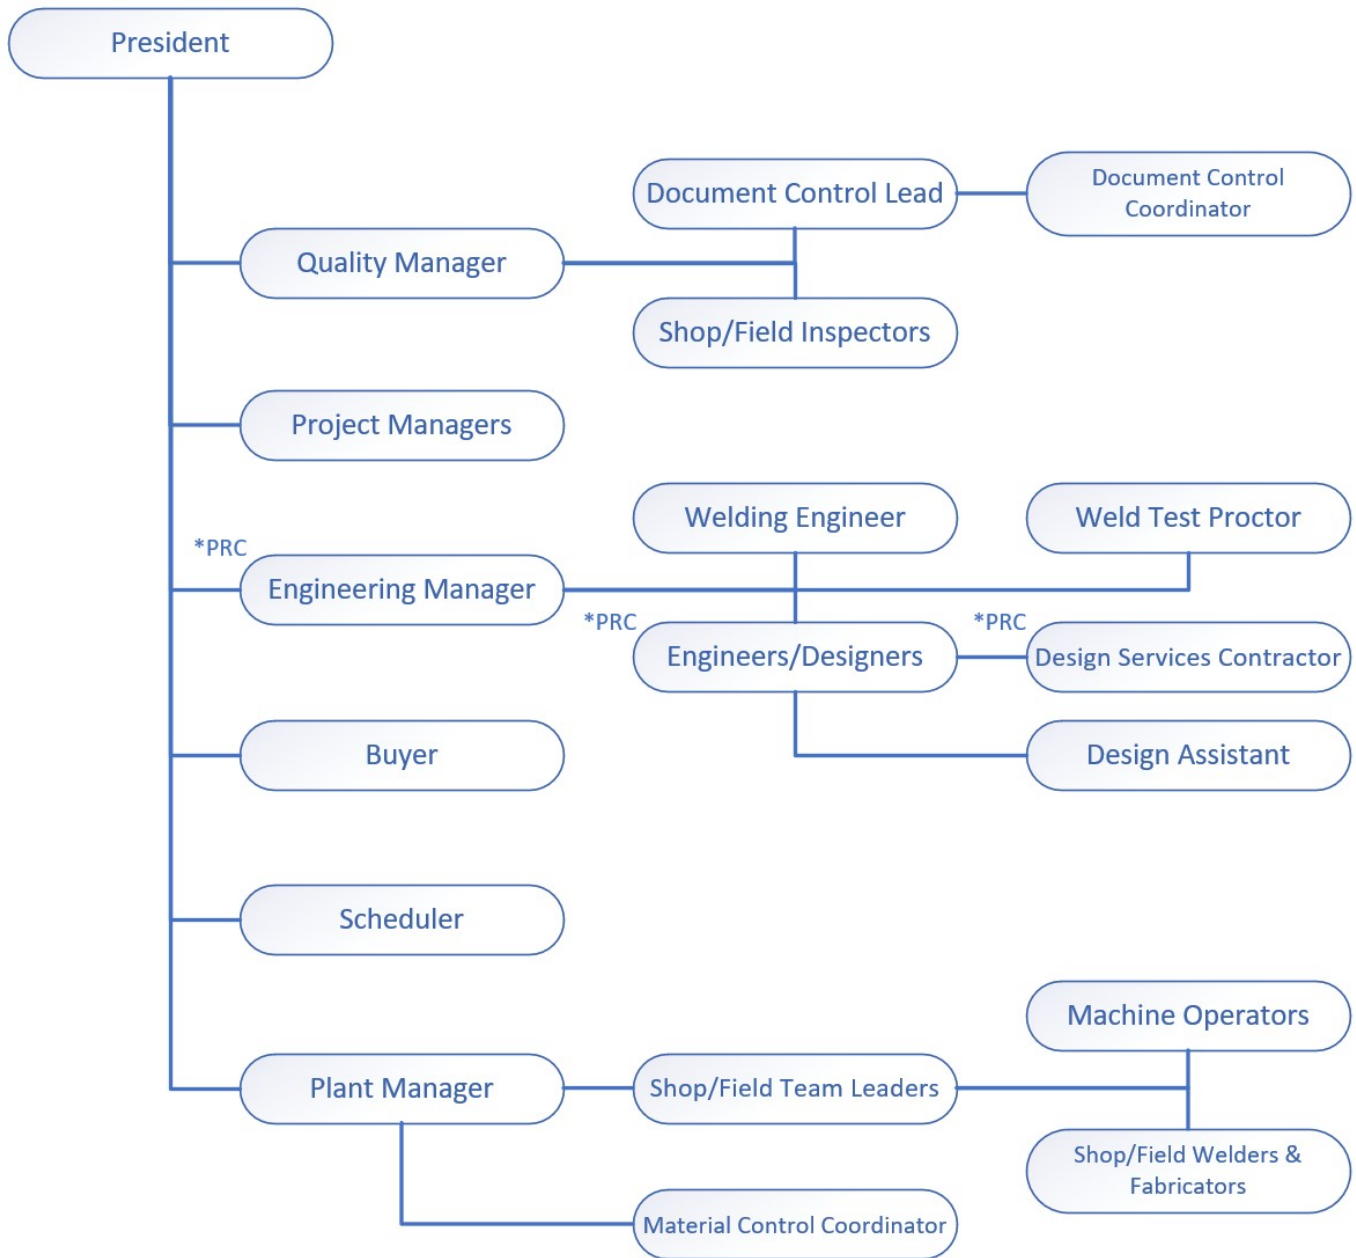 President
Document Control Lead
Document Control
Coordinator
Quality Manager
Shop/Field Inspectors
Project Managers
Welding Engineer
Weld Test Proctor
*PRC
Engineering Manager
*PRC
Engineers/Designers
*PRC
Design Services Contractor
Buyer
Design Assistant
Scheduler
Machine Operators
Plant Manager
Shop/Field Team Leaders
Shop/Field Welders &
Fabricators
Material Control Coordinator